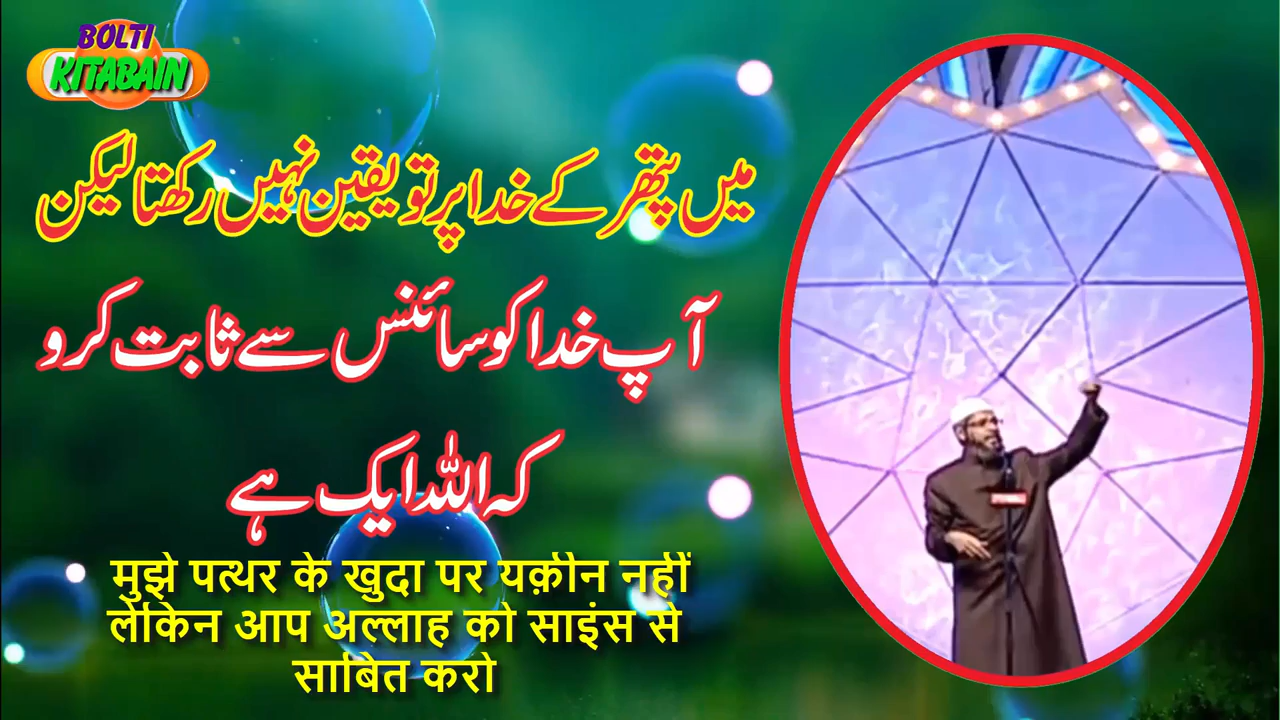 BOLTI
KITABAIN
میں پتھر کے خدا پر تو یقین نہیں رکھتا لیکن
آپ خدا کو سائنس سے ثابت کرو
کہ اللہ ایک ہے
मुझे पत्थर के खुदा पर यक़ीन नहीं
लेकिन आप अल्लाह को साइंस से
साबित करो